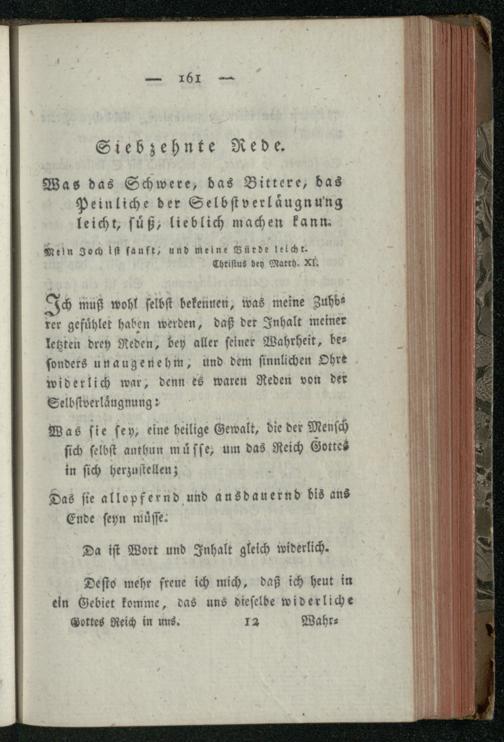 — 161 —
Siebzehnte Rede.
Was das Schwere, das Bittere, das
Peinliche der Selbstverläugnung
leicht, süß, lieblich machen kann.
Mein Joch ist sanft, und meine Bürde leicht.
Christus bey Matth. XI.
Ich muß wohl selbst bekennen, was meine Zuhö-
rer gefühlet haben werden, daß der Inhalt meiner
letzten drey Reden, bey aller seiner Wahrheit, be-
sonders unangenehm, und dem sinnlichen Ohre
widerlich war, denn es waren Reden von der
Selbstverläugnung:
Was sie sey, eine heilige Gewalt, die der Mensch
sich selbst anthun müsse, um das Reich Gottes
in sich herzustellen;
Das sie allopfernd und ausdauernd bis ans
Ende seyn müsse.
Da ist Wort und Inhalt gleich widerlich.
Desto mehr freue ich mich, daß ich heut in
ein Gebiet komme, das uns dieselbe widerliche
Gottes Reich in uns. 12 Wahr-